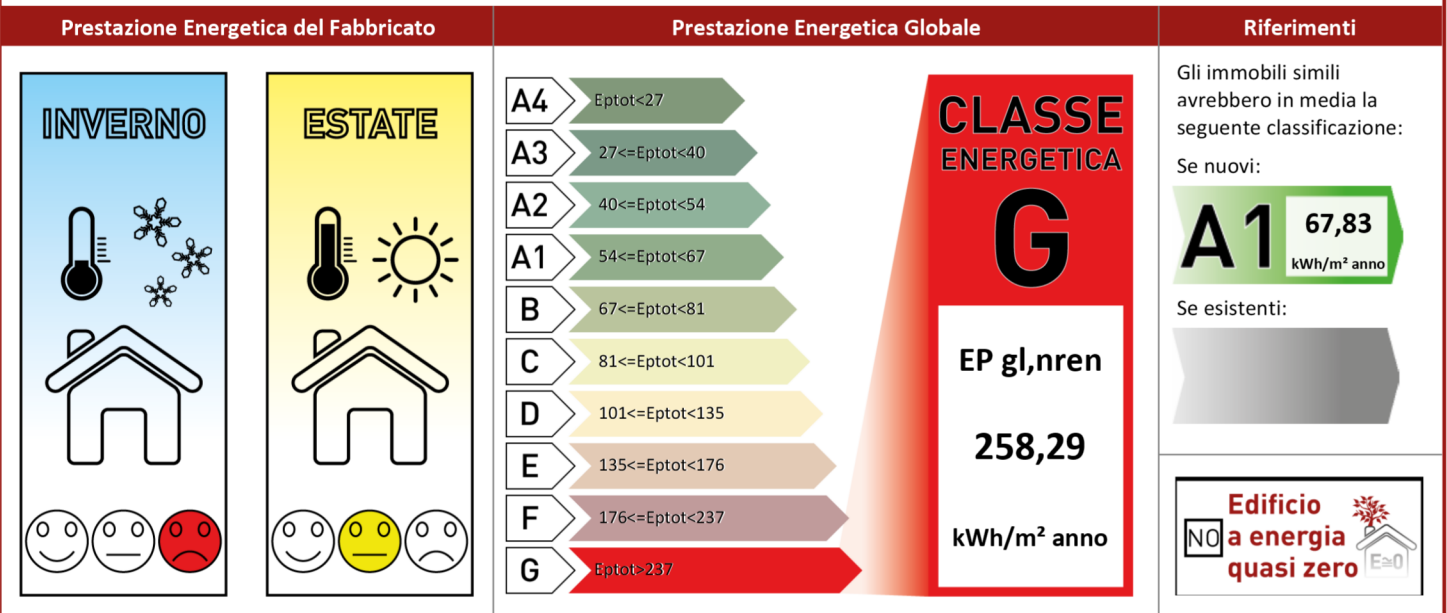 Prestazione Energetica del Fabbricato
INVERNO
ESTATE
Prestazione Energetica Globale
A4 Eptot<27
A3 27<=Eptot<40
A2 40<=Eptot<54
A1 54<=Eptot<67
B 67<=Eptot<81
C 81<=Eptot<101
D 101<=Eptot<135
E 135<=Eptot<176
F 176<=Eptot<237
G Eptot>237
CLASSE
ENERGETICA
G
EP gl,nren
258,29
kWh/m² anno
Riferimenti
Gli immobili simili
avrebbero in media la
seguente classificazione:
Se nuovi:
A1 67,83
kWh/m² anno
Se esistenti:
Edificio
NO a energia
quasi zero
E≅0